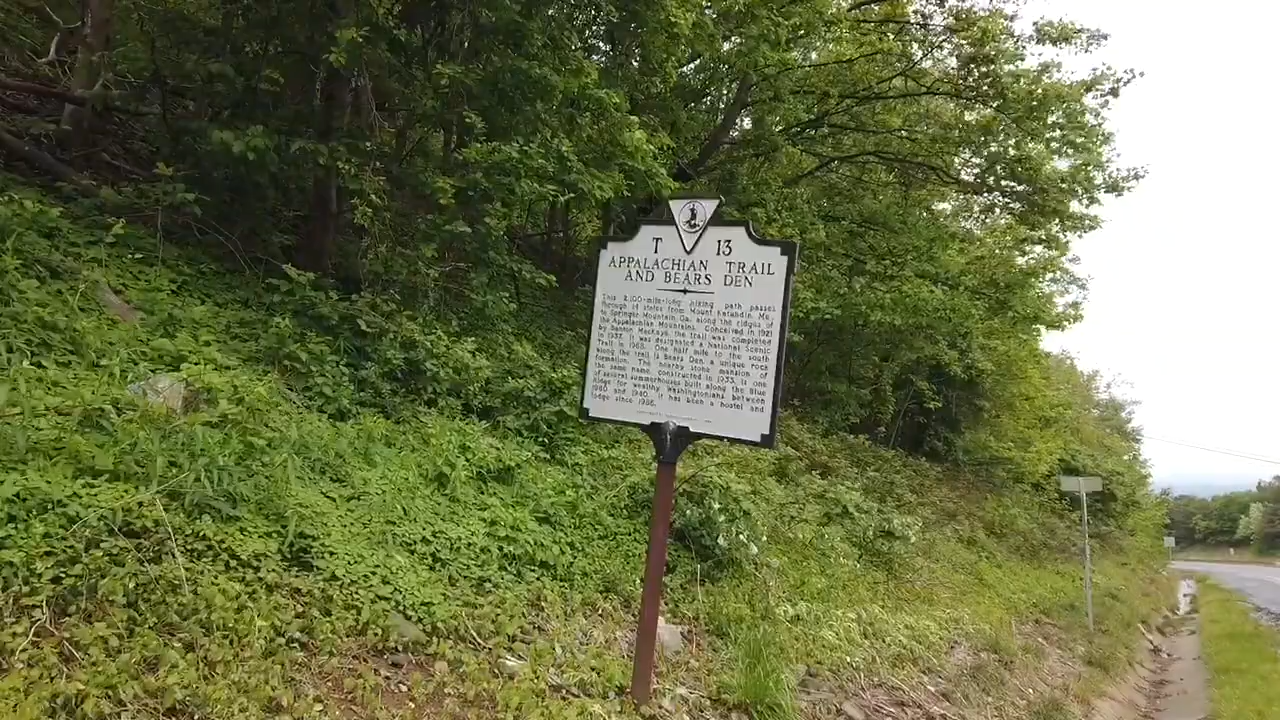 T 13
APPALACHIAN TRAIL
AND BEARS DEN
This 2,100-mile-long hiking path passes
through 14 states from Mount Katahdin, Me.,
to Springer Mountain, Ga., along the ridges of
the Appalachian Mountains. Conceived in 1921
by Benton MacKaye, the trail was completed
in 1937. It was designated a National Scenic
Trail in 1968. One half mile to the south
along the trail is Bears Den, a unique rock
formation. The nearby stone mansion of
the same name, constructed in 1933, is one
of several summerhouses built along the Blue
Ridge for wealthy Washingtonians between
1880 and 1940. It has been a hostel and
lodge since 1986.